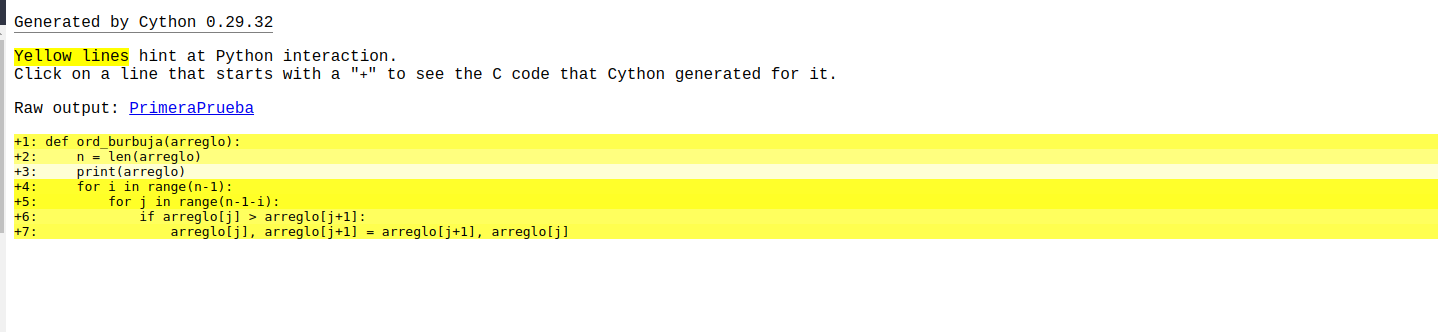 Generated by Cython 0.29.32
Yellow lines hint at Python interaction.
Click on a line that starts with a "+" to see the C code that Cython generated for it.
Raw output: PrimeraPrueba
+1: def ord_burbuja(arreglo):
+2:     n = len(arreglo)
+3:     print(arreglo)
+4:     for i in range(n-1):
+5:         for j in range(n-1-i):
+6:             if arreglo[j] > arreglo[j+1]:
+7:                 arreglo[j], arreglo[j+1] = arreglo[j+1], arreglo[j]